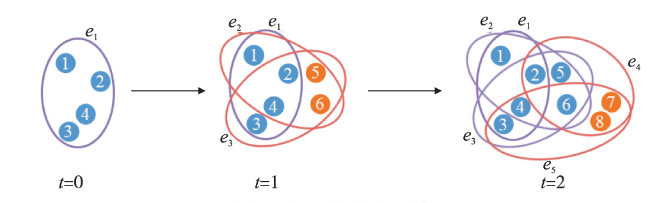 e₁
1
2
4
3
t=0
e₂ e₁
1
2 5
4 6
3
e₃
t=1
e₂ e₁
1
e₄
2 5
4 6 7
3 8
e₃
e₅
t=2